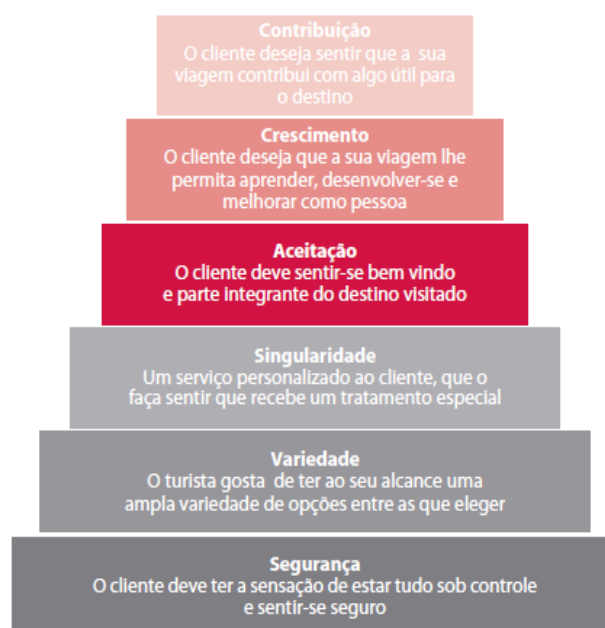 Contribuição
O cliente deseja sentir que a sua
viagem contribui com algo útil para
o destino
Crescimento
O cliente deseja que a sua viagem lhe
permita aprender, desenvolver-se e
melhorar como pessoa
Aceitação
O cliente deve sentir-se bem vindo
e parte integrante do destino visitado
Singularidade
Um serviço personalizado ao cliente, que o
faça sentir que recebe um tratamento especial
Variedade
O turista gosta de ter ao seu alcance uma
ampla variedade de opções entre as que eleger
Segurança
O cliente deve ter a sensação de estar tudo sob controle
e sentir-se seguro